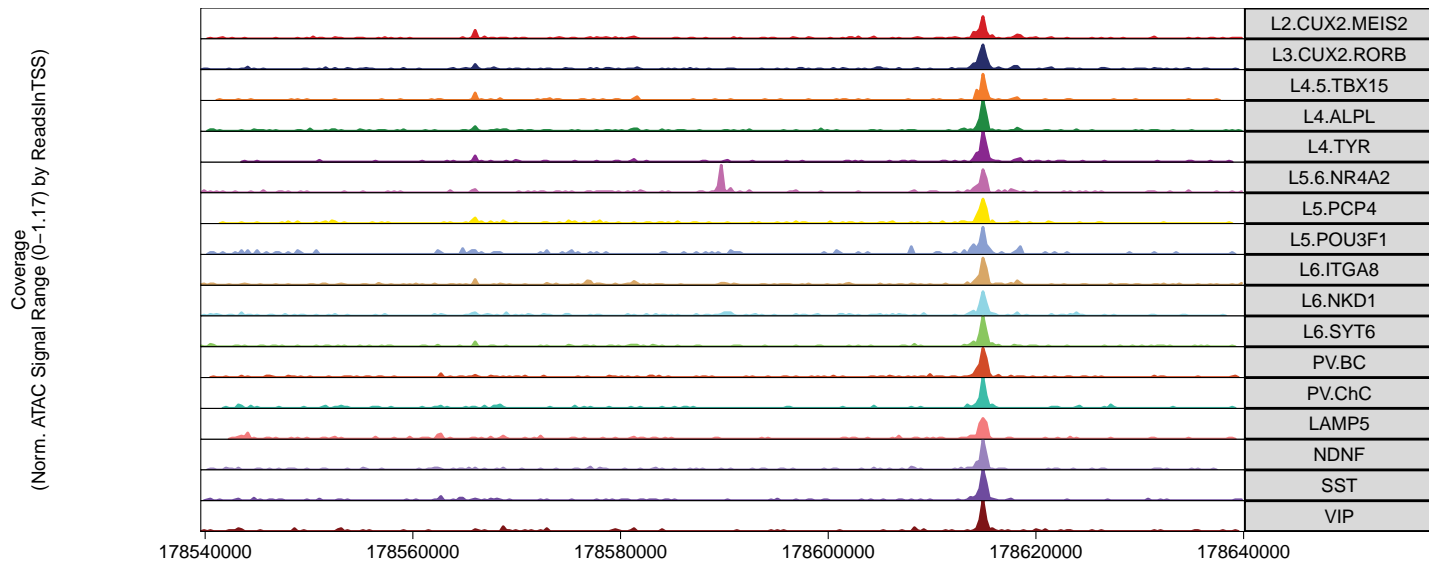 Coverage
(Norm. ATAC Signal Range (0−1.17) by ReadsInTSS)
L2.CUX2.MEIS2
L3.CUX2.RORB
L4.5.TBX15
L4.ALPL
L4.TYR
L5.6.NR4A2
L5.PCP4
L5.POU3F1
L6.ITGA8
L6.NKD1
L6.SYT6
PV.BC
PV.ChC
LAMP5
NDNF
SST
VIP
178540000 178560000 178580000 178600000 178620000 178640000